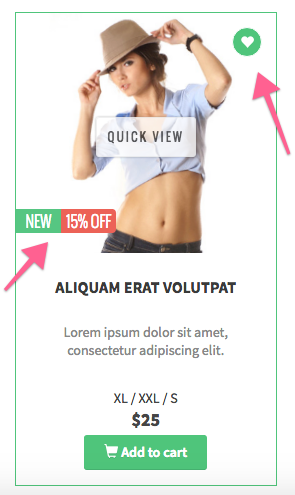 QUICK VIEW
NEW 15% OFF
ALIQUAM ERAT VOLUTPAT
Lorem ipsum dolor sit amet,
consectetur adipiscing elit.
XL / XXL / S
$25
Add to cart